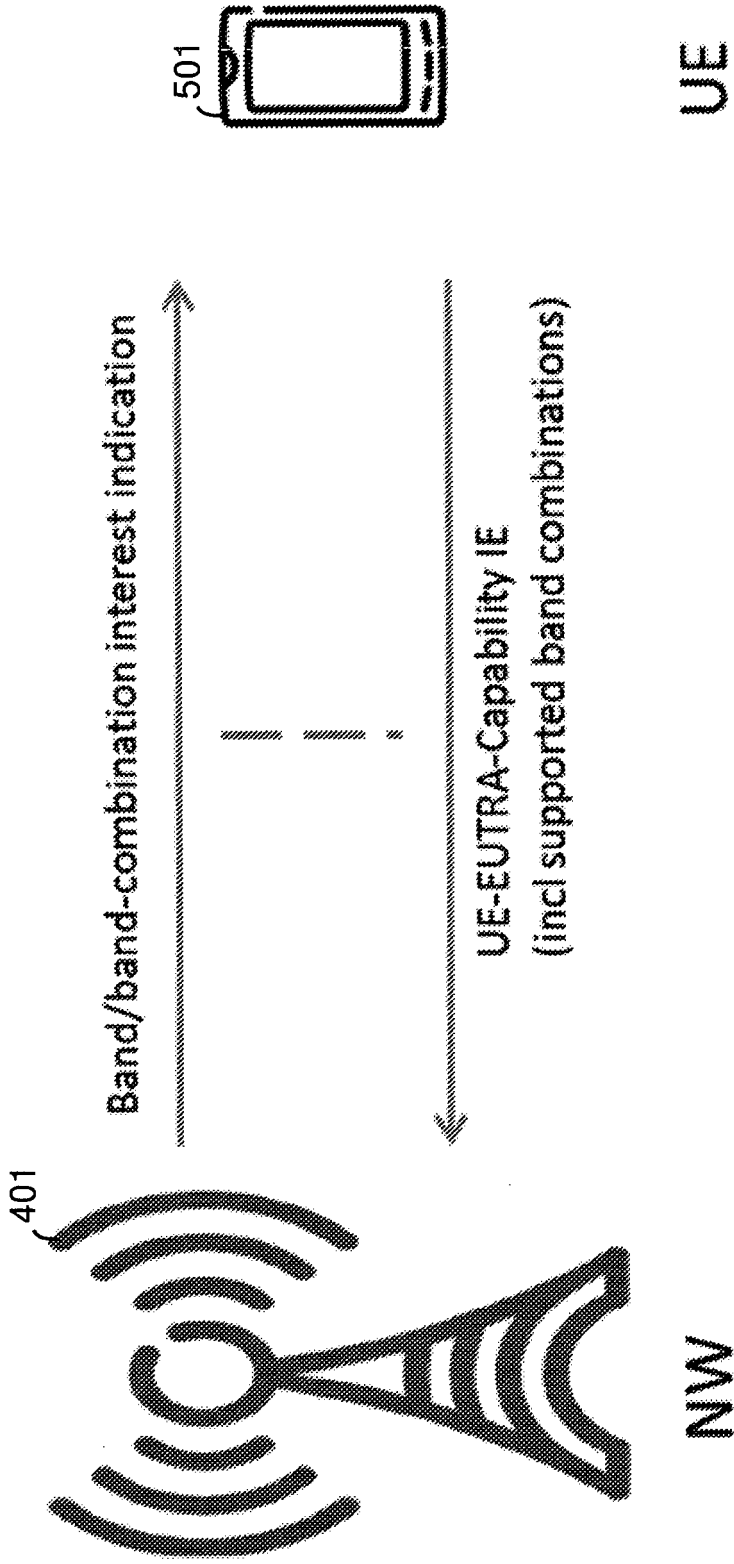 401
501
Band/band-combination interest indication
UE-EUTRA-Capability IE
(incl supported band combinations)
NW
UE